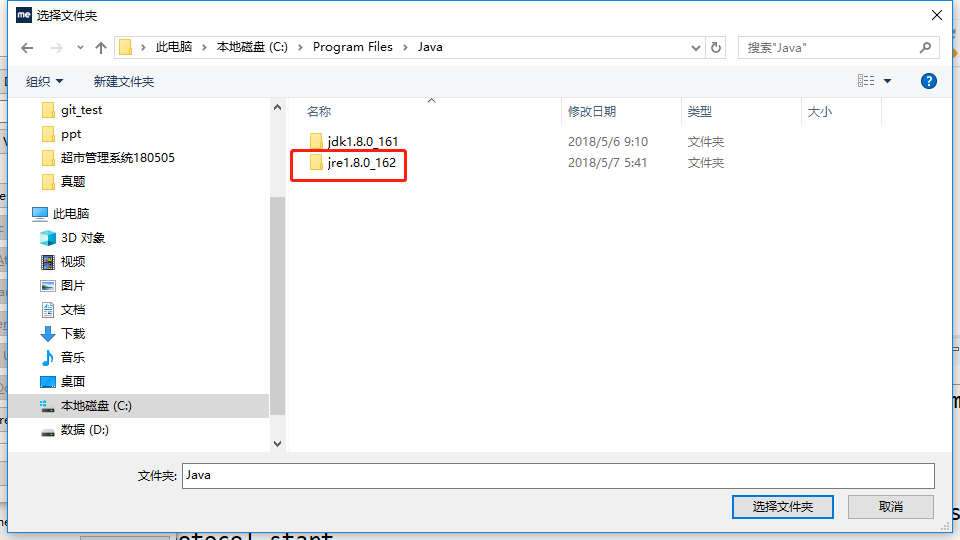 me 选择文件夹
此电脑 > 本地磁盘 (C:) > Program Files > Java
搜索"Java"
组织 新建文件夹
?
git_test
ppt
超市管理系统180505
真题
此电脑
3D 对象
视频
图片
文档
下载
音乐
桌面
本地磁盘 (C:)
数据 (D:)
名称 修改日期 类型 大小
jdk1.8.0_161 2018/5/6 9:10 文件夹
jre1.8.0_162 2018/5/7 5:41 文件夹
文件夹: Java
选择文件夹 取消
otocol start